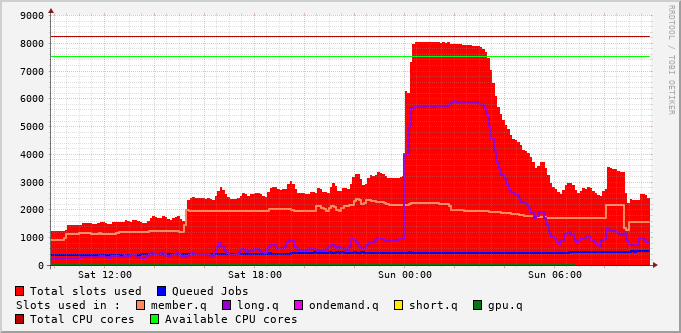 9000
8000
7000
6000
5000
4000
3000
2000
1000
0
Sat 12:00 Sat 18:00 Sun 00:00 Sun 06:00
RRDTOOL / TOBI OETIKER
Total slots used Queued Jobs
Slots used in : member.q long.q ondemand.q short.q gpu.q
Total CPU cores Available CPU cores